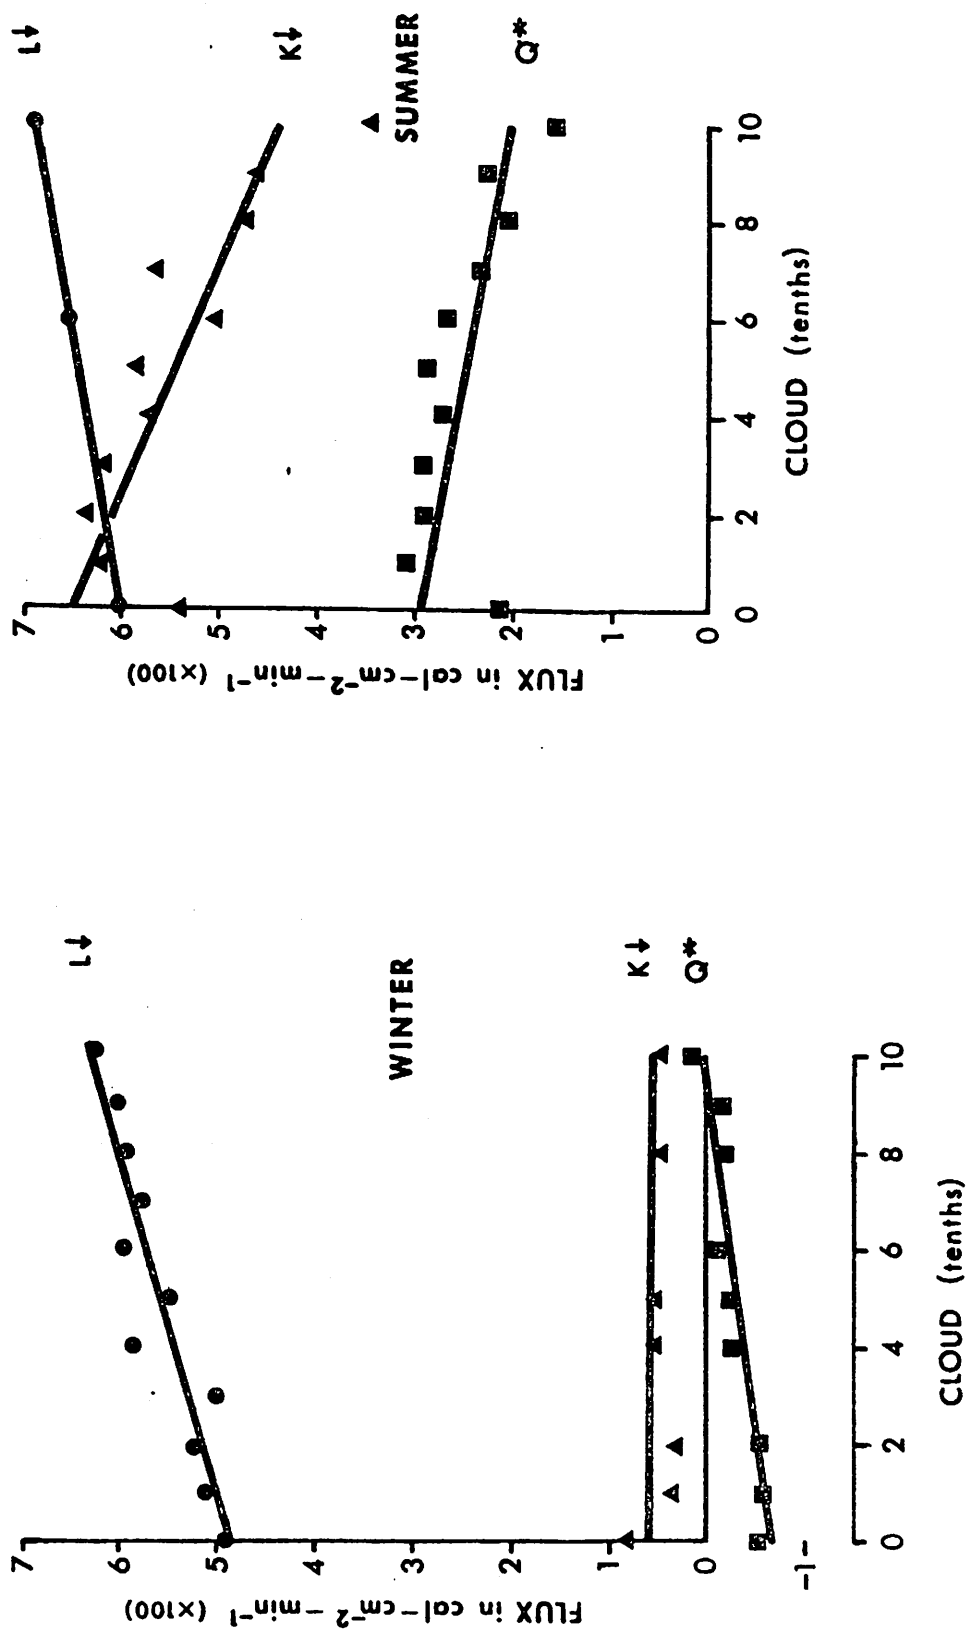 L↓
K↓
SUMMER
Q*
7
6
5
4
3
2
1
0
FLUX in cal-cm⁻²-min⁻¹ (×100)
0 2 4 6 8 10
CLOUD (tenths)
L↓
WINTER
K↓
Q*
7
6
5
4
3
2
1
0
-1
FLUX in cal-cm⁻²-min⁻¹ (×100)
0 2 4 6 8 10
CLOUD (tenths)